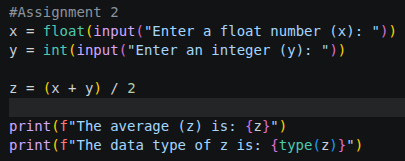 #Assignment 2
x = float(input("Enter a float number (x): "))
y = int(input("Enter an integer (y): "))
z = (x + y) / 2
print(f"The average (z) is: {z}")
print(f"The data type of z is: {type(z)}")